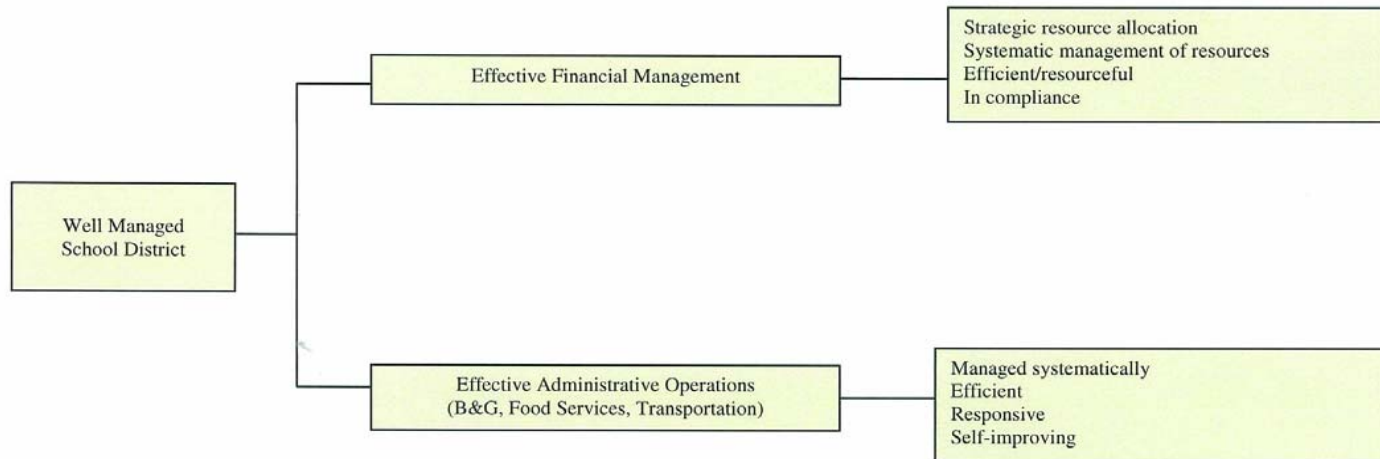 Strategic resource allocation
Systematic management of resources
Efficient/resourceful
In compliance
Effective Financial Management
Well Managed
School District
Effective Administrative Operations
(B&G, Food Services, Transportation)
Managed systematically
Efficient
Responsive
Self-improving